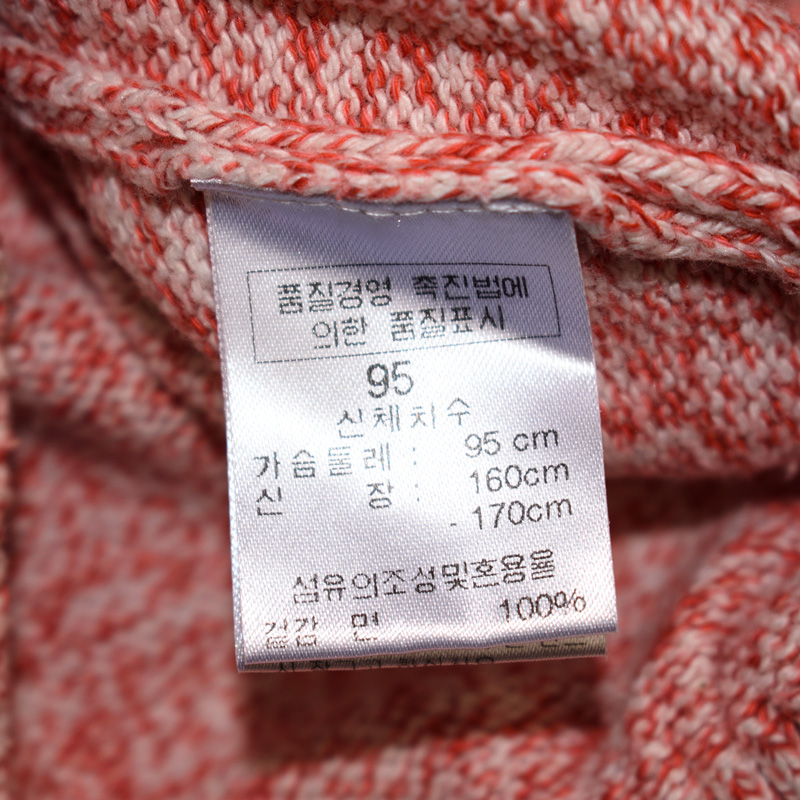 품질경영 촉진법에
의한 품질표시
95
신체치수
가슴둘레 : 95 cm
신 장 : 160cm
- 170cm
섬유의조성및혼용율
겉감 면 100%